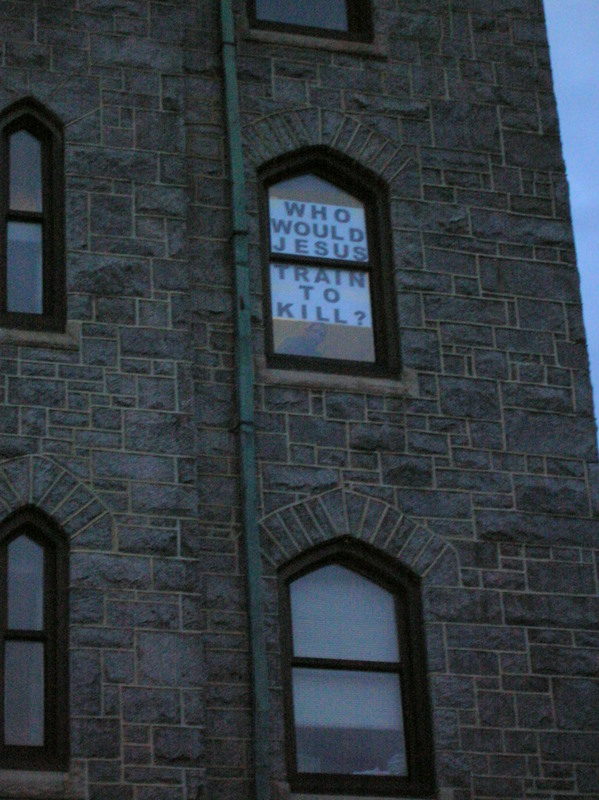 WHO
WOULD
JESUS
TRAIN
TO
KILL?